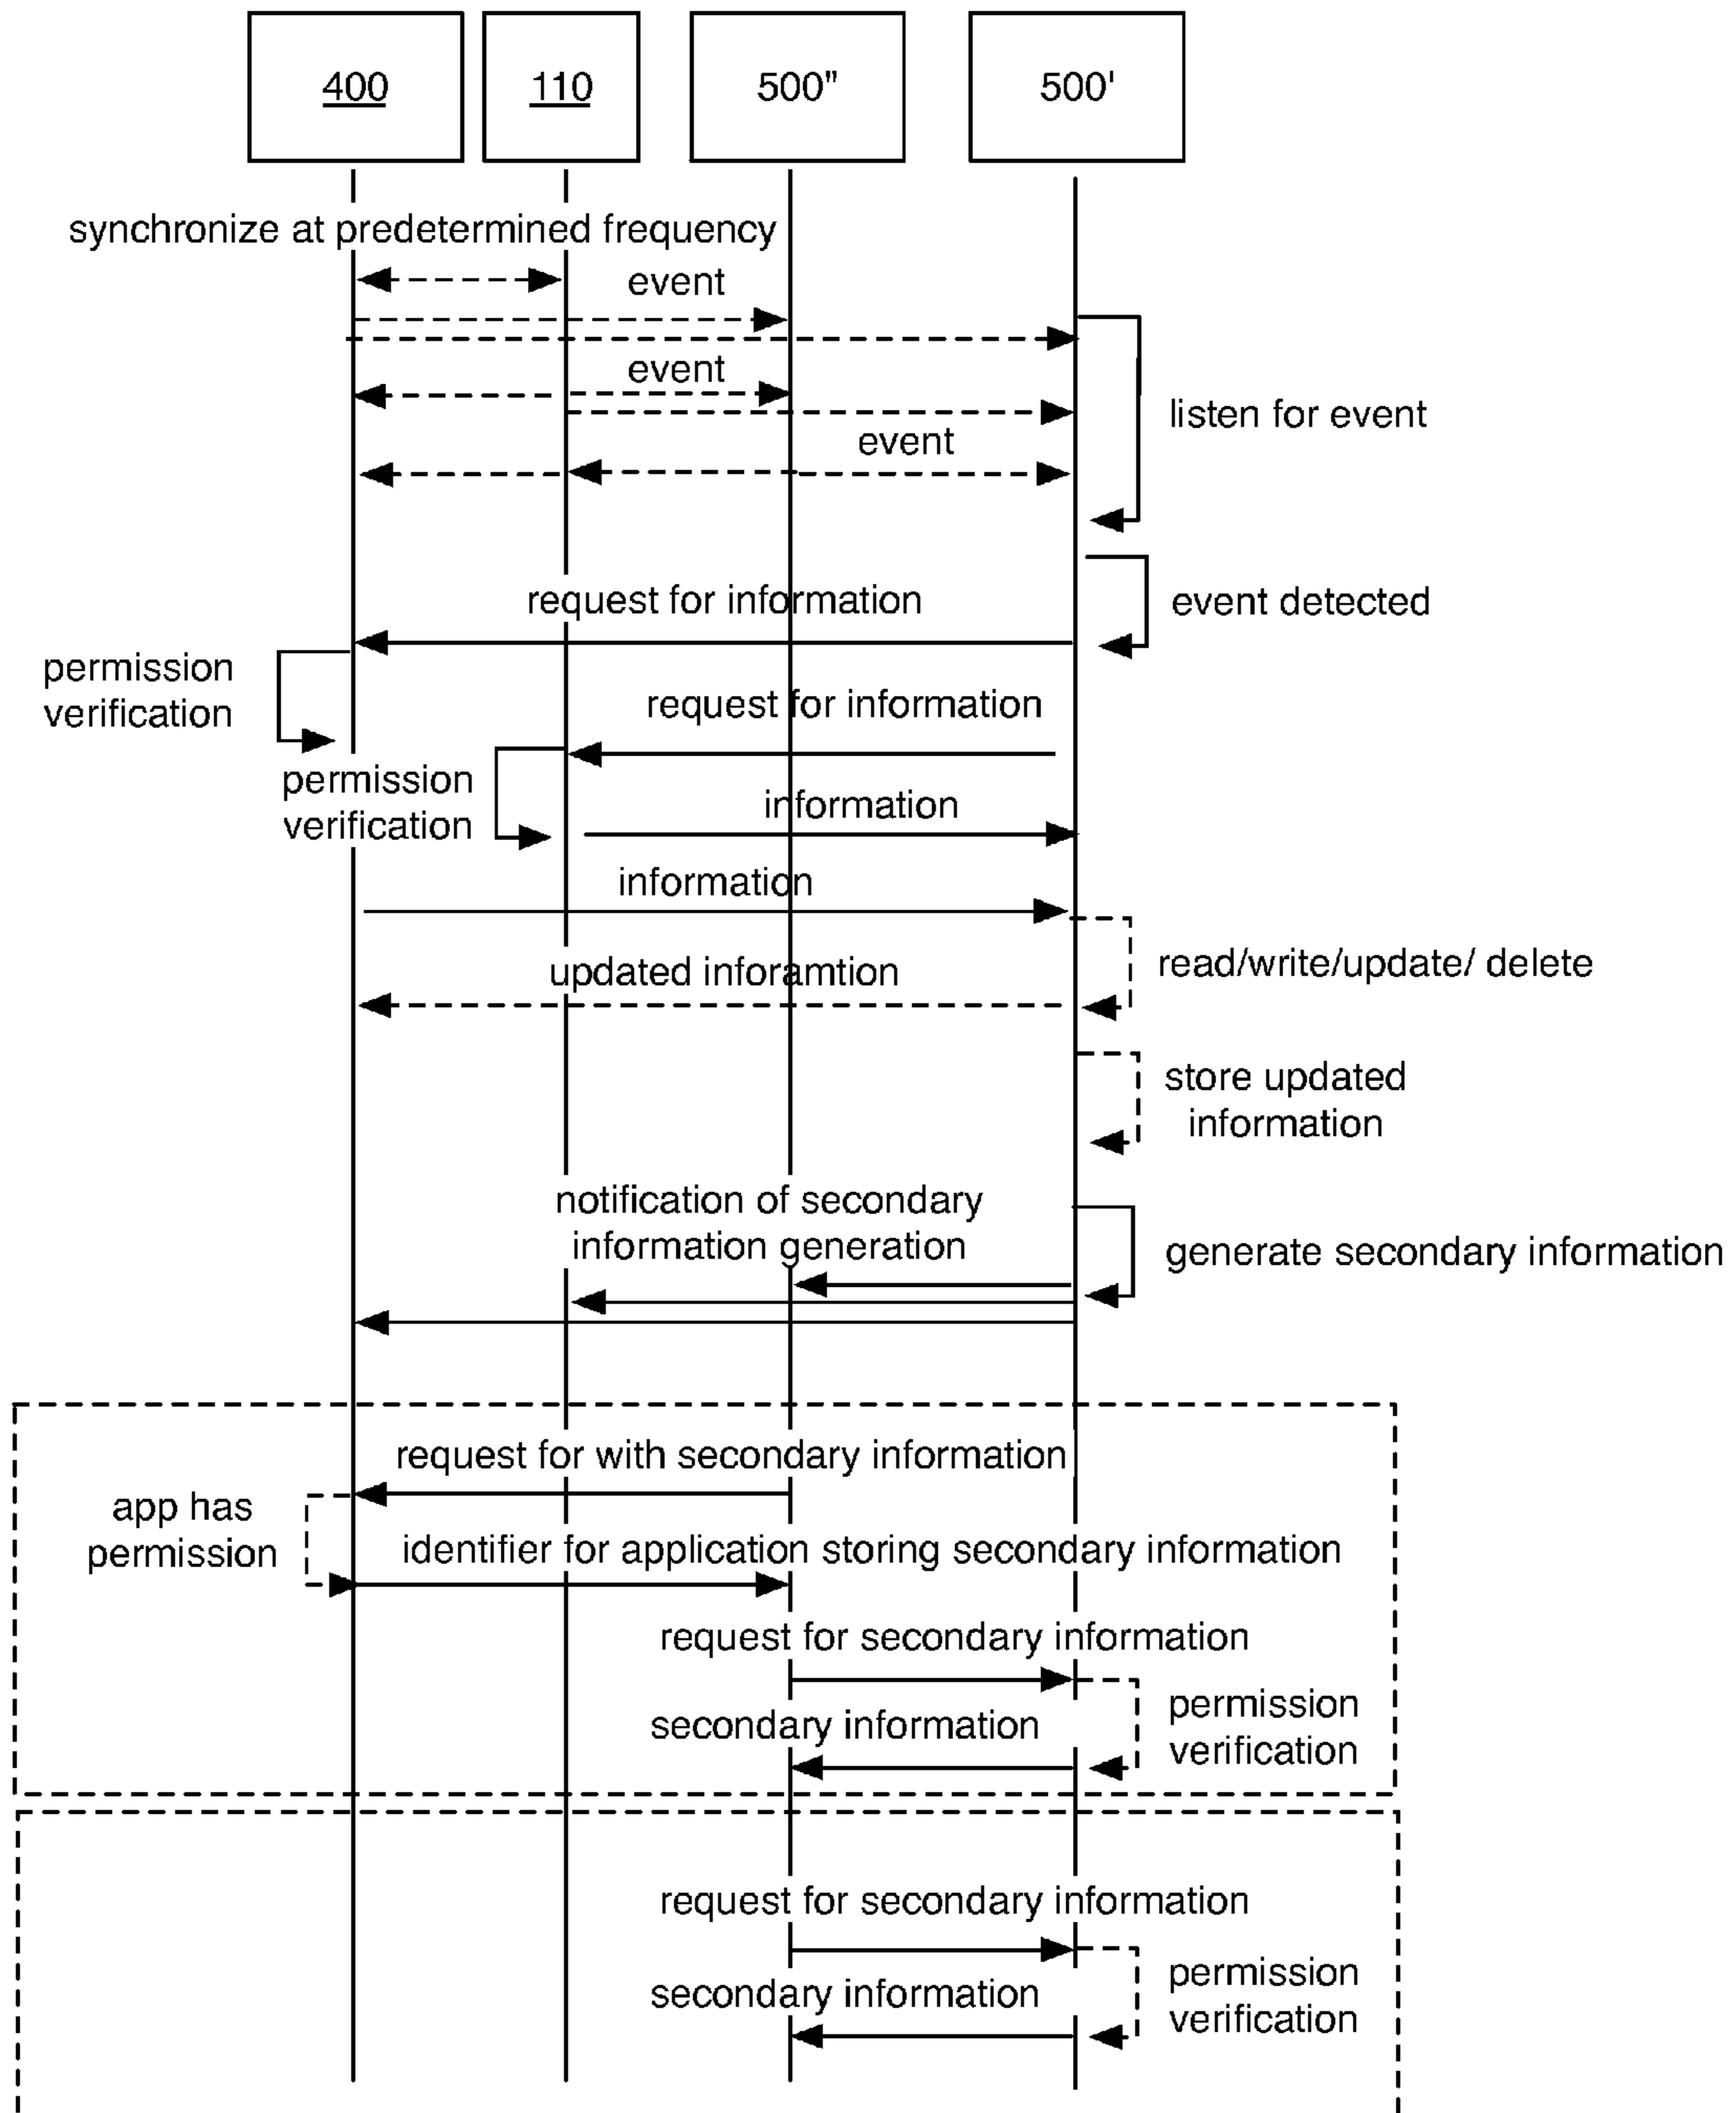 400
110
500"
500'
synchronize at predetermined frequency
event
event
listen for event
event
request for information
event detected
permission
verification
request for information
permission
verification
information
information
updated inforamtion
read/write/update/ delete
store updated
information
notification of secondary
information generation
generate secondary information
request for with secondary information
app has
permission
identifier for application storing secondary information
request for secondary information
permission
verification
secondary information
request for secondary information
permission
verification
secondary information